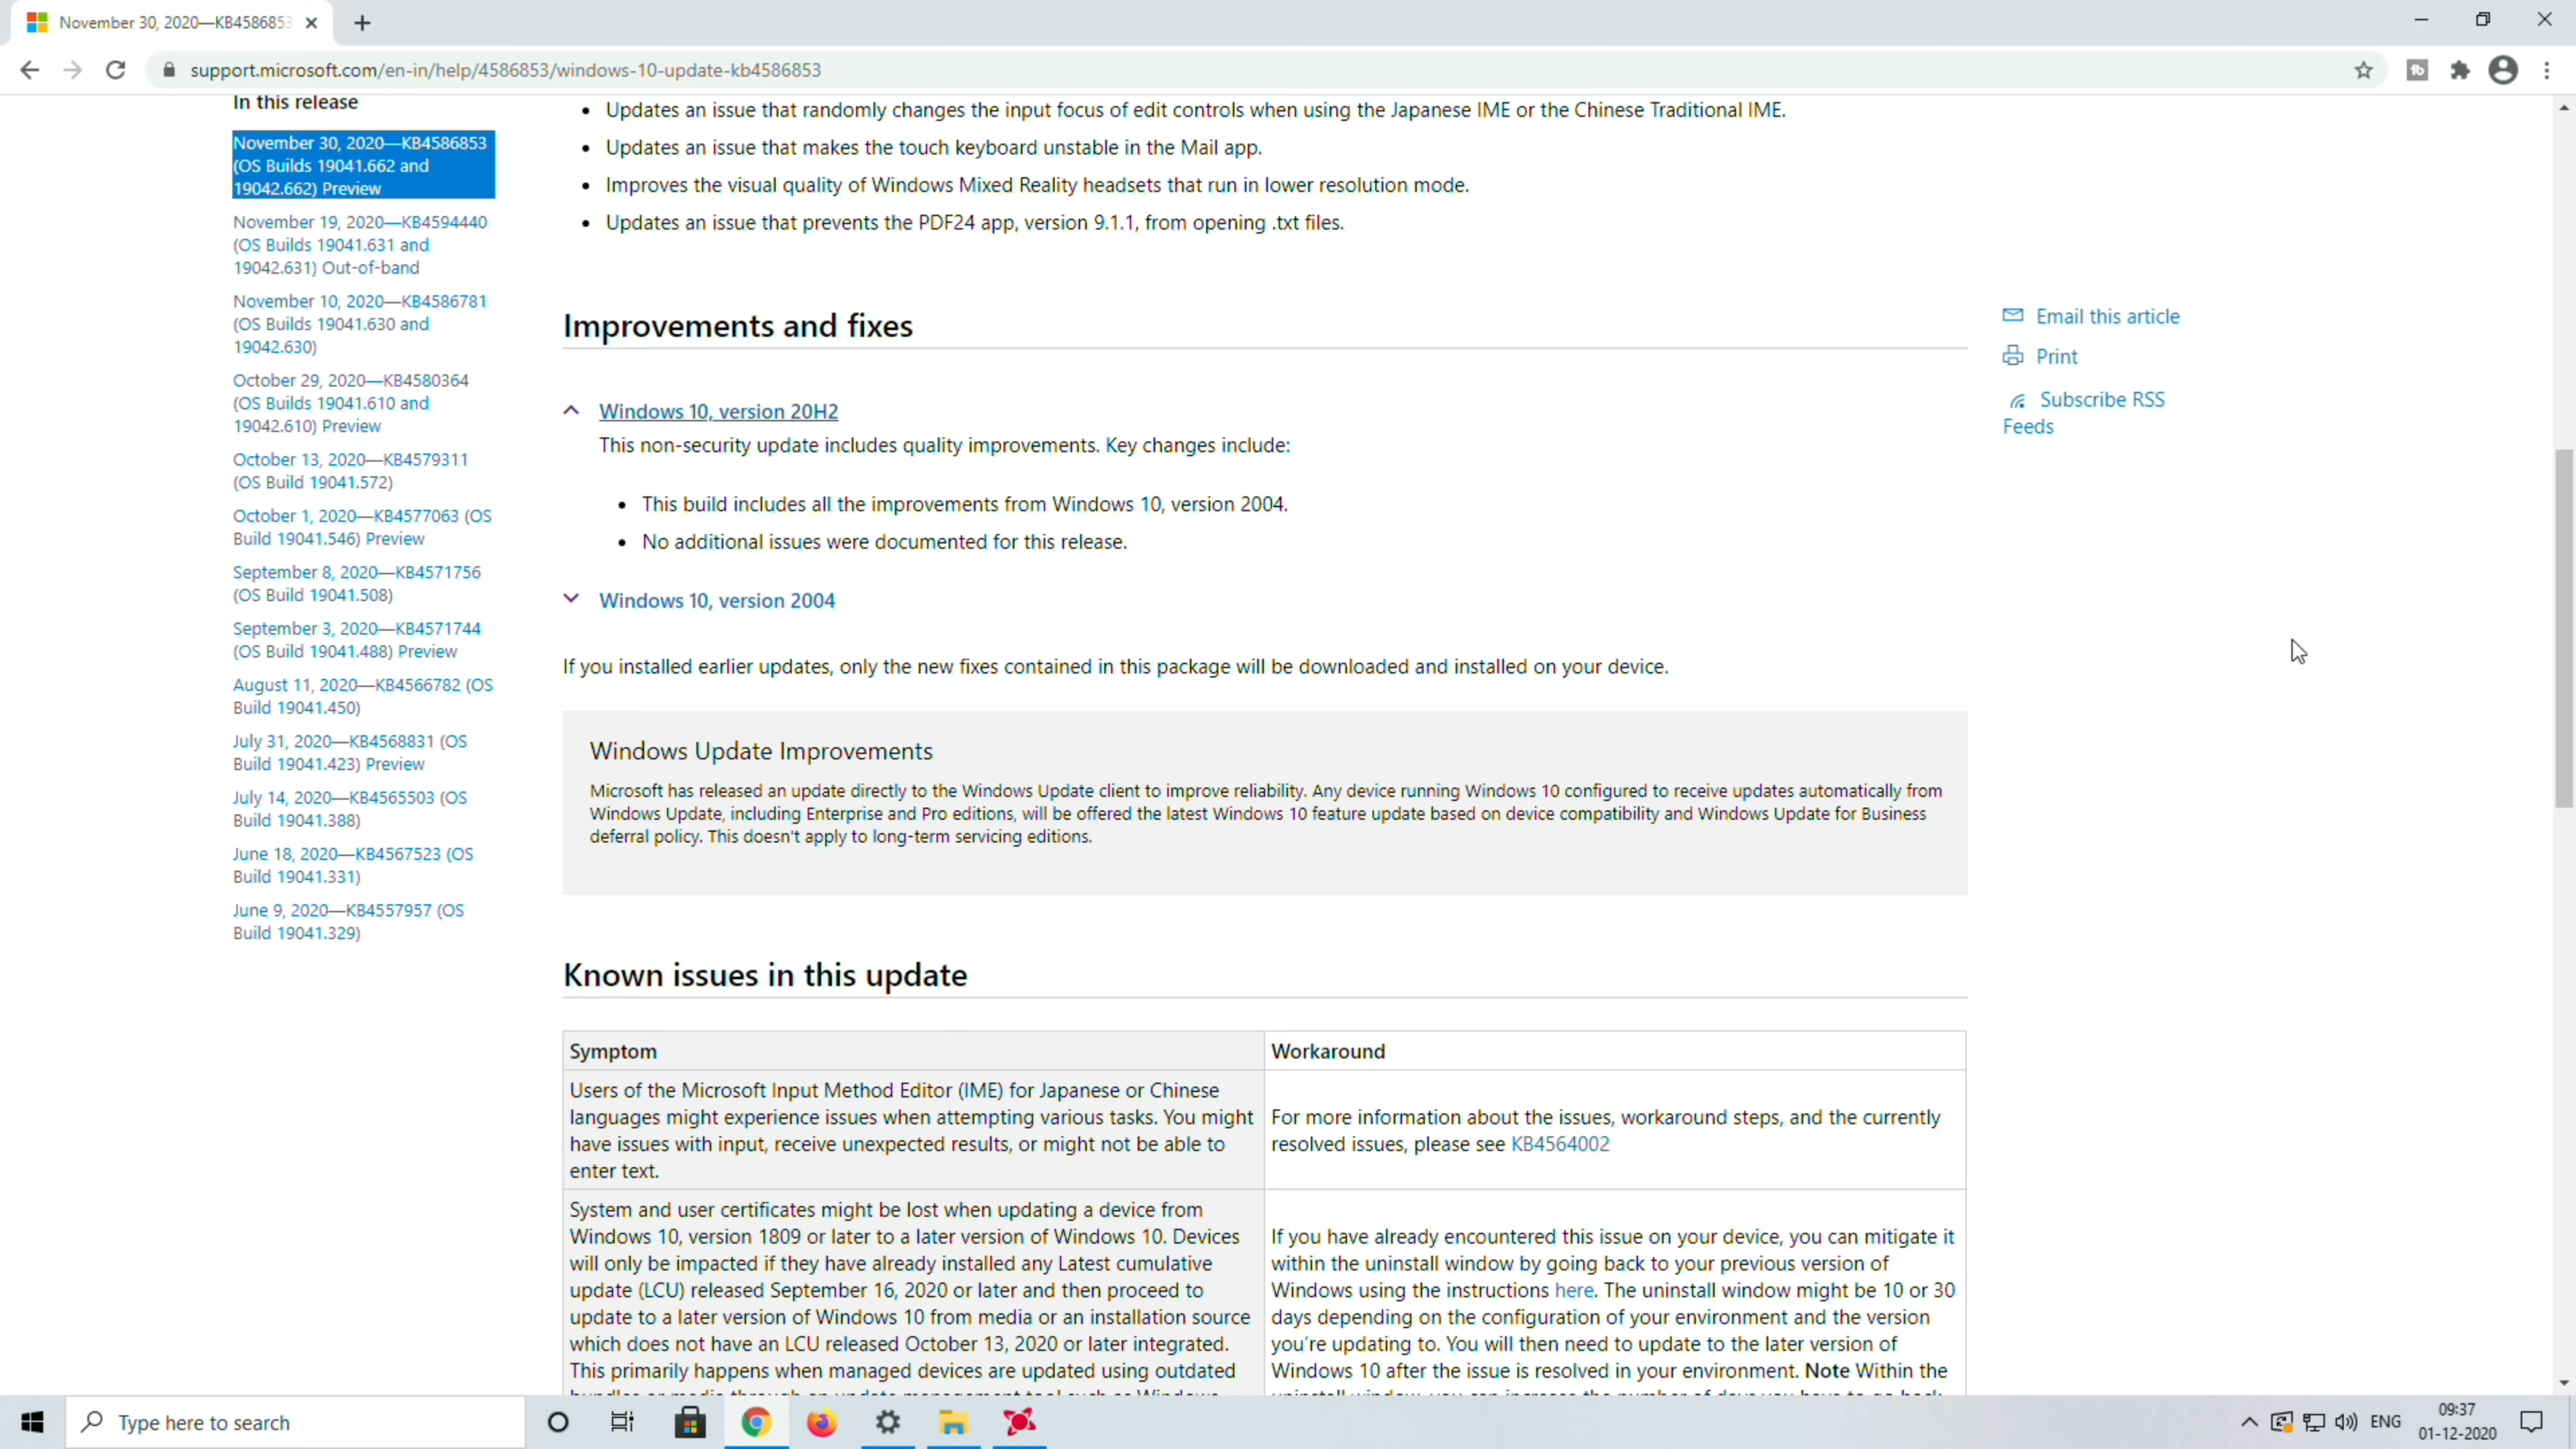 November 30, 2020—KB4586853
support.microsoft.com/en-in/help/4586853/windows-10-update-kb4586853
In this release
November 30, 2020—KB4586853
(OS Builds 19041.662 and
19042.662) Preview
November 19, 2020—KB4594440
(OS Builds 19041.631 and
19042.631) Out-of-band
November 10, 2020—KB4586781
(OS Builds 19041.630 and
19042.630)
October 29, 2020—KB4580364
(OS Builds 19041.610 and
19042.610) Preview
October 13, 2020—KB4579311
(OS Build 19041.572)
October 1, 2020—KB4577063 (OS
Build 19041.546) Preview
September 8, 2020—KB4571756
(OS Build 19041.508)
September 3, 2020—KB4571744
(OS Build 19041.488) Preview
August 11, 2020—KB4566782 (OS
Build 19041.450)
July 31, 2020—KB4568831 (OS
Build 19041.423) Preview
July 14, 2020—KB4565503 (OS
Build 19041.388)
June 18, 2020—KB4567523 (OS
Build 19041.331)
June 9, 2020—KB4557957 (OS
Build 19041.329)
• Updates an issue that randomly changes the input focus of edit controls when using the Japanese IME or the Chinese Traditional IME.
• Updates an issue that makes the touch keyboard unstable in the Mail app.
• Improves the visual quality of Windows Mixed Reality headsets that run in lower resolution mode.
• Updates an issue that prevents the PDF24 app, version 9.1.1, from opening .txt files.
Improvements and fixes
Windows 10, version 20H2
This non-security update includes quality improvements. Key changes include:
• This build includes all the improvements from Windows 10, version 2004.
• No additional issues were documented for this release.
Windows 10, version 2004
If you installed earlier updates, only the new fixes contained in this package will be downloaded and installed on your device.
Windows Update Improvements
Microsoft has released an update directly to the Windows Update client to improve reliability. Any device running Windows 10 configured to receive updates automatically from
Windows Update, including Enterprise and Pro editions, will be offered the latest Windows 10 feature update based on device compatibility and Windows Update for Business
deferral policy. This doesn't apply to long-term servicing editions.
Known issues in this update
Symptom
Workaround
Users of the Microsoft Input Method Editor (IME) for Japanese or Chinese
languages might experience issues when attempting various tasks. You might
have issues with input, receive unexpected results, or might not be able to
enter text.
For more information about the issues, workaround steps, and the currently
resolved issues, please see KB4564002
System and user certificates might be lost when updating a device from
Windows 10, version 1809 or later to a later version of Windows 10. Devices
will only be impacted if they have already installed any Latest cumulative
update (LCU) released September 16, 2020 or later and then proceed to
update to a later version of Windows 10 from media or an installation source
which does not have an LCU released October 13, 2020 or later integrated.
This primarily happens when managed devices are updated using outdated
If you have already encountered this issue on your device, you can mitigate it
within the uninstall window by going back to your previous version of
Windows using the instructions here. The uninstall window might be 10 or 30
days depending on the configuration of your environment and the version
you're updating to. You will then need to update to the later version of
Windows 10 after the issue is resolved in your environment. Note Within the
Email this article
Print
Subscribe RSS
Feeds
Type here to search
ENG
09:37
01-12-2020